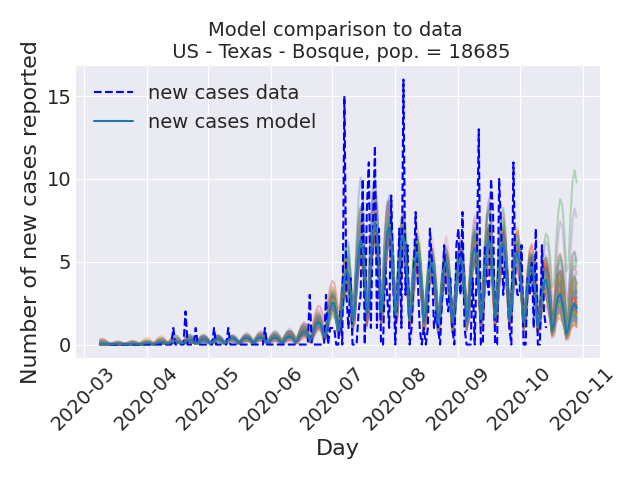 Model comparison to data
US - Texas - Bosque, pop. = 18685
new cases data
new cases model
Number of new cases reported
15
10
5
0
2020-03
2020-04
2020-05
2020-06
2020-07
2020-08
2020-09
2020-10
2020-11
Day